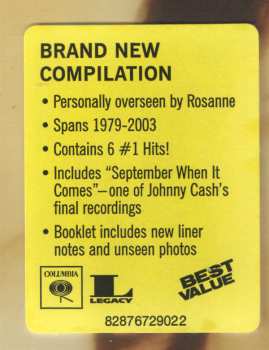 BRAND NEW
COMPILATION
• Personally overseen by Rosanne
• Spans 1979-2003
• Contains 6 #1 Hits!
• Includes "September When It
Comes"—one of Johnny Cash's
final recordings
• Booklet includes new liner
notes and unseen photos
COLUMBIA
L
LEGACY
BEST
VALUE
82876729022